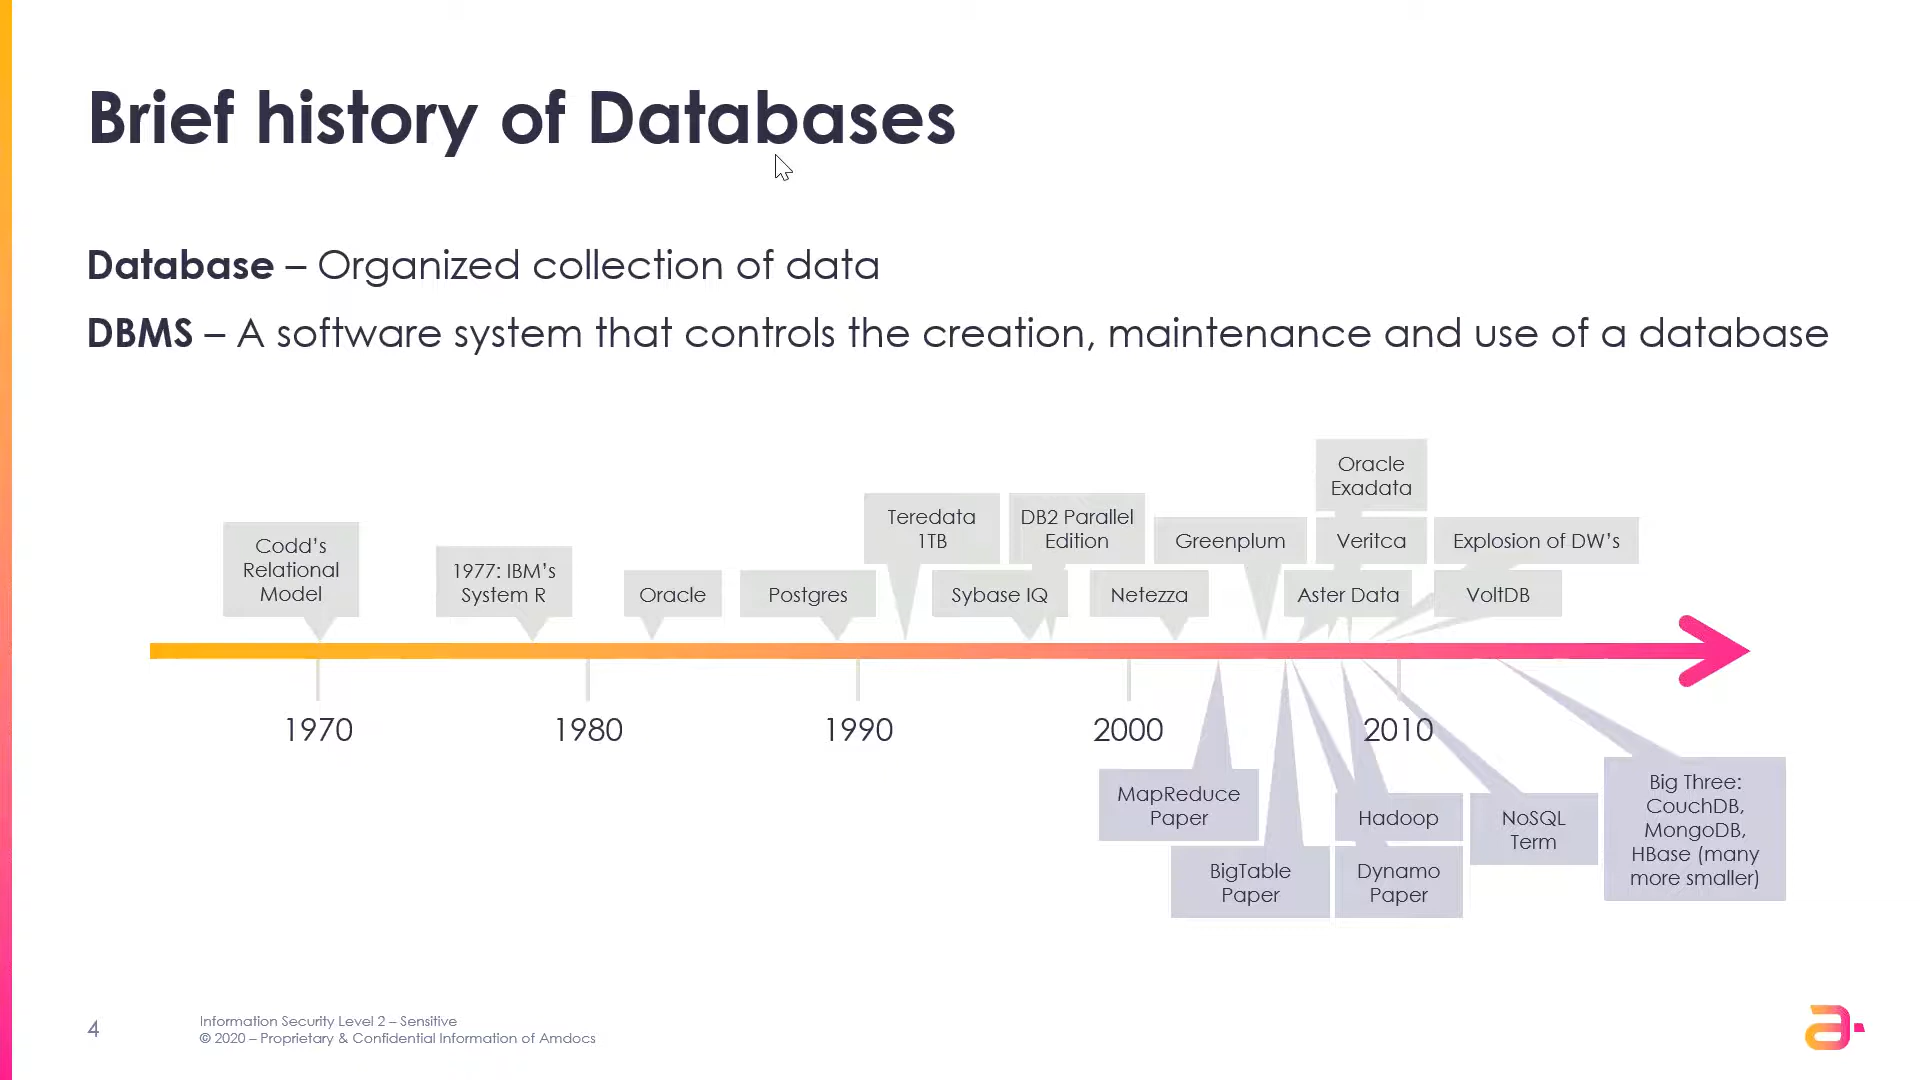 Brief history of Databases
Database – Organized collection of data
DBMS – A software system that controls the creation, maintenance and use of a database
Codd’s
Relational
Model
1977: IBM’s
System R
Oracle
Postgres
Teredata
1TB
Sybase IQ
DB2 Parallel
Edition
Netezza
Greenplum
Oracle
Exadata
Veritca
Aster Data
Explosion of DW’s
VoltDB
1970
1980
1990
2000
2010
MapReduce
Paper
BigTable
Paper
Hadoop
Dynamo
Paper
NoSQL
Term
Big Three:
CouchDB,
MongoDB,
HBase (many
more smaller)
4
Information Security Level 2 – Sensitive
© 2020 – Proprietary & Confidential Information of Amdocs
a